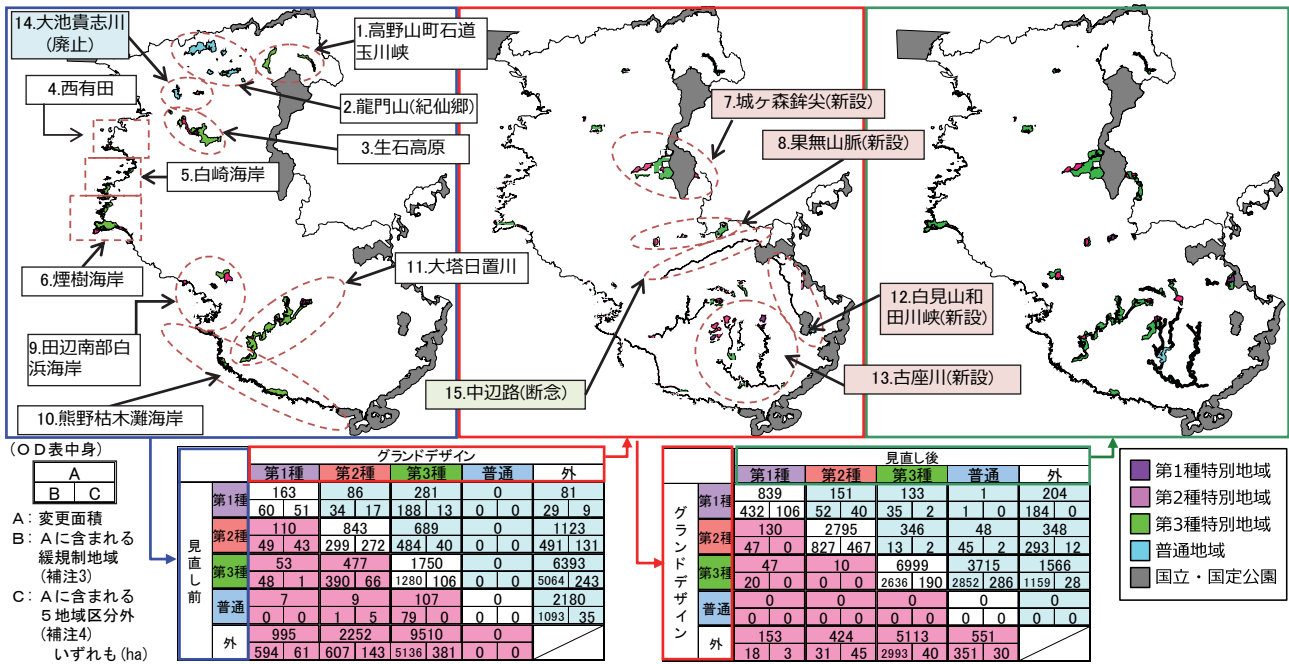 14.大池貴志川
(廃止)
1.高野山町石道
玉川峡
4.西有田
2.龍門山(紀仙郷)
3.生石高原
5.白崎海岸
6.煙樹海岸
11.大塔日置川
9.田辺南部白
浜海岸
10.熊野枯木灘海岸
7.城ヶ森鉾尖(新設)
8.果無山脈(新設)
12.白見山和
田川峡(新設)
15.中辺路(断念)
13.古座川(新設)
(OD表中身)
A
B C
A:変更面積
B:Aに含まれる
緩規制地域
(補注3)
C:Aに含まれる
5地域区分外
(補注4)
いずれも(ha)
グランドデザイン
第1種 第2種 第3種 普通 外
見直し前
第1種 163 86 281 0 81
60 51 34 17 188 13 0 0 29 9
第2種 110 843 689 0 1123
49 43 299 272 484 40 0 0 491 131
第3種 53 477 1750 0 6393
48 1 390 66 1280 106 0 0 5064 243
普通 7 9 107 0 2180
0 0 1 5 79 0 0 0 1093 35
外 995 2252 9510 0
594 61 607 143 5136 381 0 0
見直し後
第1種 第2種 第3種 普通 外
グランドデザイン
第1種 839 151 133 1 204
432 106 52 40 35 2 1 0 184 0
第2種 130 2795 346 48 348
47 0 827 467 13 2 45 2 293 12
第3種 47 10 6999 3715 1566
20 0 0 0 2636 190 2852 286 1159 28
普通 0 0 0 0 0
0 0 0 0 0 0 0 0 0 0
外 153 424 5113 551
18 3 31 45 2993 40 351 30
第1種特別地域
第2種特別地域
第3種特別地域
普通地域
国立・国定公園